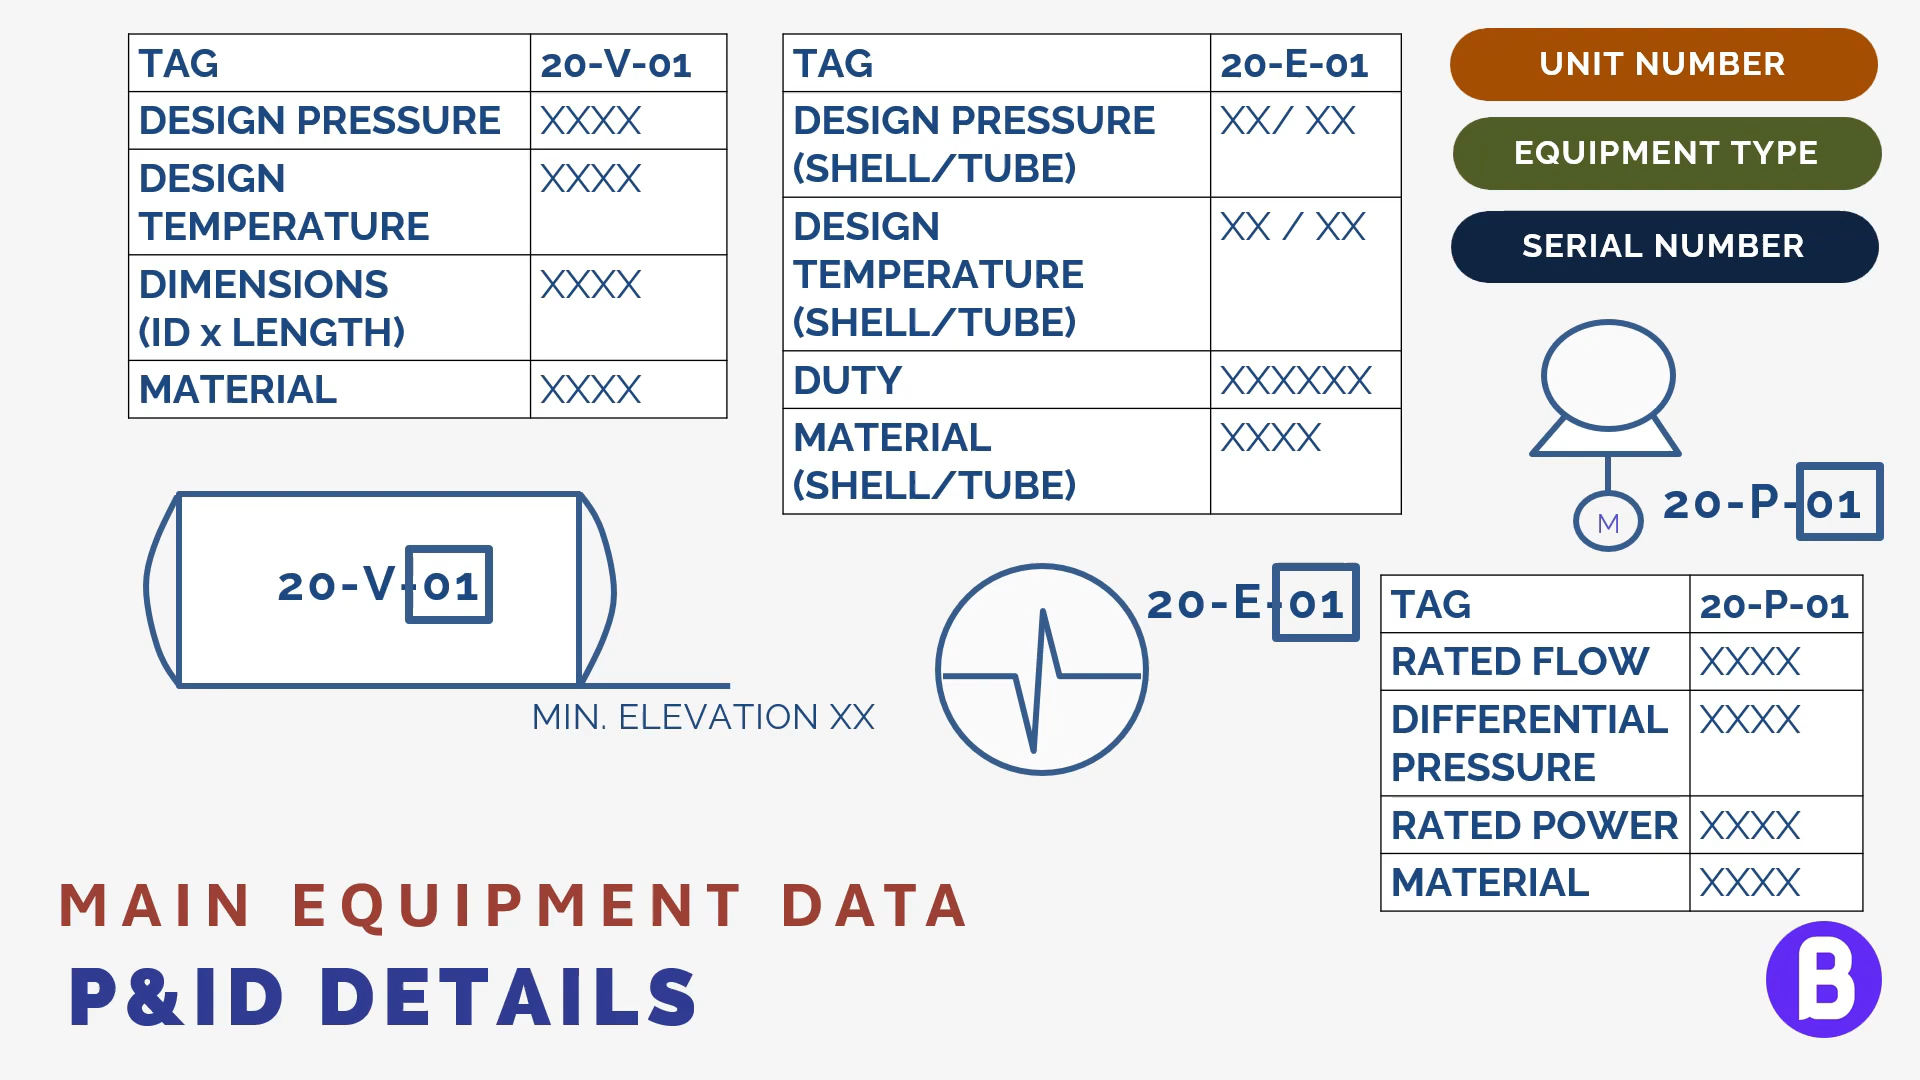 TAG 20-V-01
DESIGN PRESSURE XXXX
DESIGN XXXX
TEMPERATURE
DIMENSIONS XXXX
(ID x LENGTH)
MATERIAL XXXX
TAG 20-E-01
DESIGN PRESSURE XX/ XX
(SHELL/TUBE)
DESIGN XX / XX
TEMPERATURE
(SHELL/TUBE)
DUTY XXXXXX
MATERIAL XXXX
(SHELL/TUBE)
UNIT NUMBER
EQUIPMENT TYPE
SERIAL NUMBER
M
20-P-01
20-V-01
MIN. ELEVATION XX
20-E-01
TAG 20-P-01
RATED FLOW XXXX
DIFFERENTIAL XXXX
PRESSURE
RATED POWER XXXX
MATERIAL XXXX
MAIN EQUIPMENT DATA
P&ID DETAILS
B